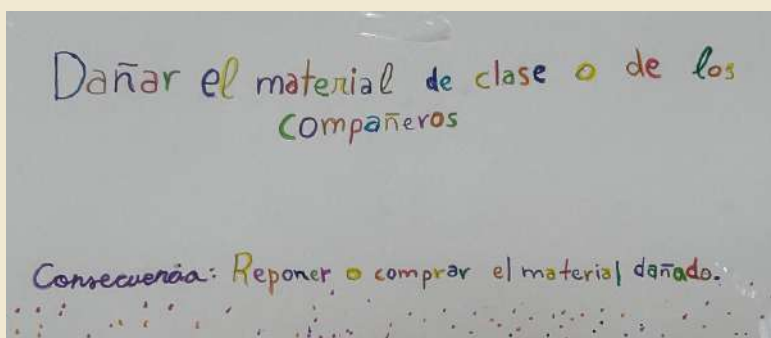 Dañar el material de clase o de los
compañeros
Consecuencia: Reponer o comprar el material dañado.